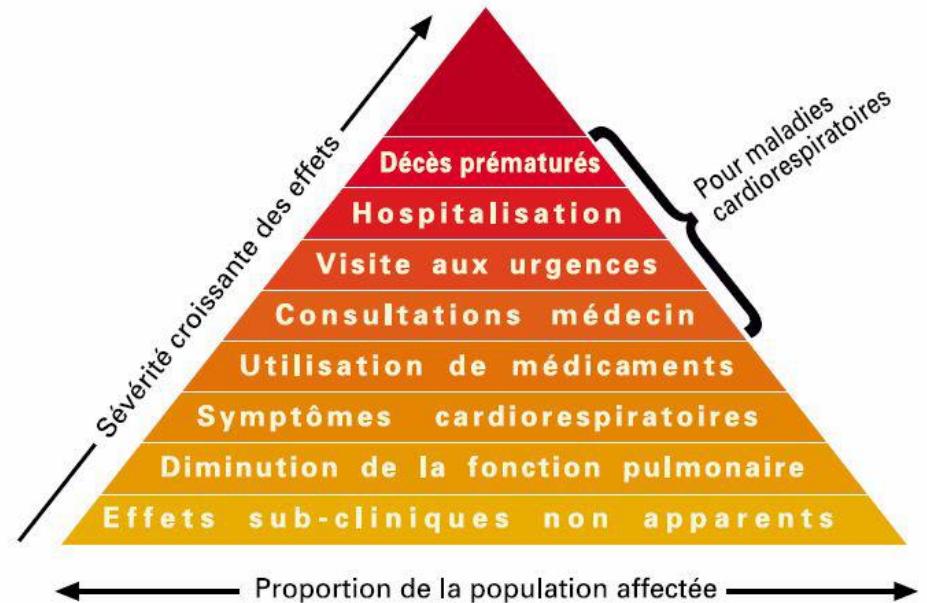 Sévérité croissante des effets
Pour maladies
cardiorespiratoires
Décès prématurés
Hospitalisation
Visite aux urgences
Consultations médecin
Utilisation de médicaments
Symptômes cardiorespiratoires
Diminution de la fonction pulmonaire
Effets sub-cliniques non apparents
Proportion de la population affectée